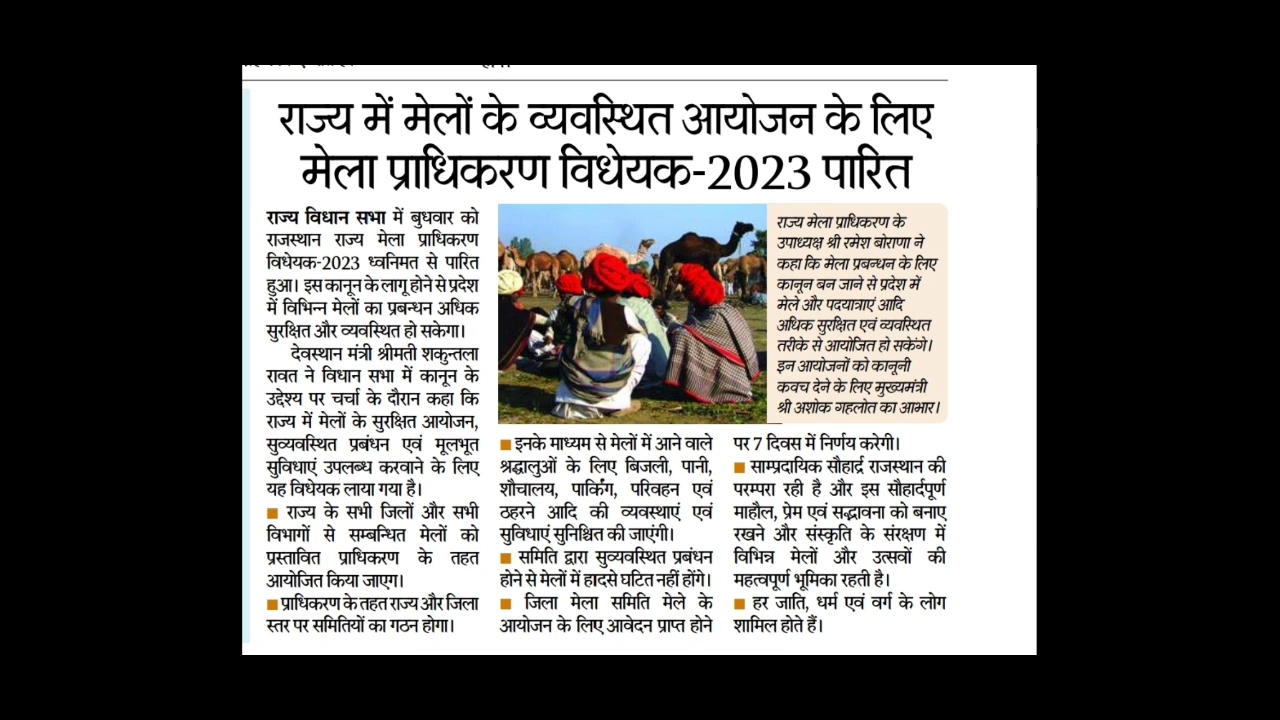 राज्य में मेलों के व्यवस्थित आयोजन के लिए
मेला प्राधिकरण विधेयक-2023 पारित
राज्य विधान सभा में बुधवार को
राजस्थान राज्य मेला प्राधिकरण
विधेयक-2023 ध्वनिमत से पारित
हुआ। इस कानून के लागू होने से प्रदेश
में विभिन्न मेलों का प्रबन्धन अधिक
सुरक्षित और व्यवस्थित हो सकेगा।
देवस्थान मंत्री श्रीमती शकुन्तला
रावत ने विधान सभा में कानून के
उद्देश्य पर चर्चा के दौरान कहा कि
राज्य में मेलों के सुरक्षित आयोजन,
सुव्यवस्थित प्रबंधन एवं मूलभूत
सुविधाएं उपलब्ध करवाने के लिए
यह विधेयक लाया गया है।
■ राज्य के सभी जिलों और सभी
विभागों से सम्बन्धित मेलों को
प्रस्तावित प्राधिकरण के तहत
आयोजित किया जाएग।
■ प्राधिकरण के तहत राज्य और जिला
स्तर पर समितियों का गठन होगा।
राज्य मेला प्राधिकरण के
उपाध्यक्ष श्री रमेश बोराणा ने
कहा कि मेला प्रबन्धन के लिए
कानून बन जाने से प्रदेश में
मेले और पदयात्राएं आदि
अधिक सुरक्षित एवं व्यवस्थित
तरीके से आयोजित हो सकेंगे।
इन आयोजनों को कानूनी
कवच देने के लिए मुख्यमंत्री
श्री अशोक गहलोत का आभार।
■ इनके माध्यम से मेलों में आने वाले
श्रद्धालुओं के लिए बिजली, पानी,
शौचालय, पार्किंग, परिवहन एवं
ठहरने आदि की व्यवस्थाएं एवं
सुविधाएं सुनिश्चित की जाएंगी।
■ समिति द्वारा सुव्यवस्थित प्रबंधन
होने से मेलों में हादसे घटित नहीं होंगे।
■ जिला मेला समिति मेले के
आयोजन के लिए आवेदन प्राप्त होने
पर 7 दिवस में निर्णय करेगी।
■ साम्प्रदायिक सौहार्द्र राजस्थान की
परम्परा रही है और इस सौहार्दपूर्ण
माहौल, प्रेम एवं सद्भावना को बनाए
रखने और संस्कृति के संरक्षण में
विभिन्न मेलों और उत्सवों की
महत्वपूर्ण भूमिका रहती है।
■ हर जाति, धर्म एवं वर्ग के लोग
शामिल होते हैं।